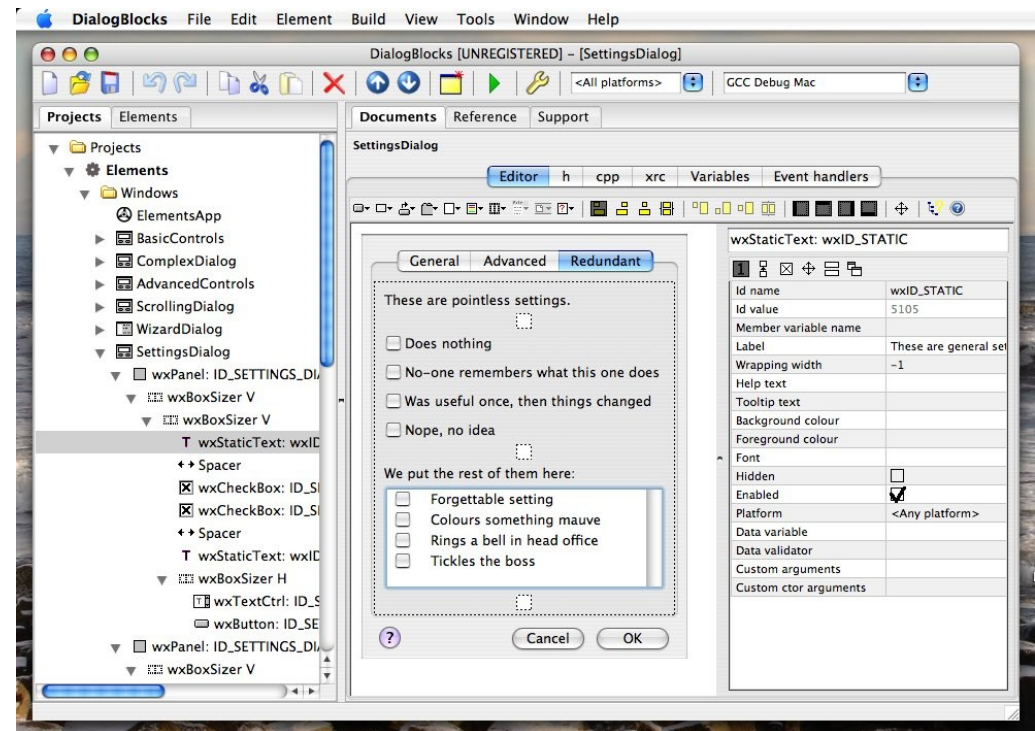 DialogBlocks File Edit Element Build View Tools Window Help
DialogBlocks [UNREGISTERED] – [SettingsDialog]
<All platforms> GCC Debug Mac
Projects Elements
Documents Reference Support
Projects
Elements
Windows
ElementsApp
BasicControls
ComplexDialog
AdvancedControls
ScrollingDialog
WizardDialog
SettingsDialog
wxPanel: ID_SETTINGS_DI
wxBoxSizer V
wxBoxSizer V
T wxStaticText: wxID
Spacer
wxCheckBox: ID_S
wxCheckBox: ID_S
Spacer
T wxStaticText: wxID
wxBoxSizer H
wxTextCtrl: ID_S
wxButton: ID_SE
wxPanel: ID_SETTINGS_DI
wxBoxSizer V
SettingsDialog
Editor h cpp xrc Variables Event handlers
General Advanced Redundant
These are pointless settings.
Does nothing
No-one remembers what this one does
Was useful once, then things changed
Nope, no idea
We put the rest of them here:
Forgettable setting
Colours something mauve
Rings a bell in head office
Tickles the boss
? Cancel OK
wxStaticText: wxID_STATIC
1
Id name wxID_STATIC
Id value 5105
Member variable name
Label These are general set
Wrapping width –1
Help text
Tooltip text
Background colour
Foreground colour
Font
Hidden
Enabled
Platform <Any platform>
Data variable
Data validator
Custom arguments
Custom ctor arguments